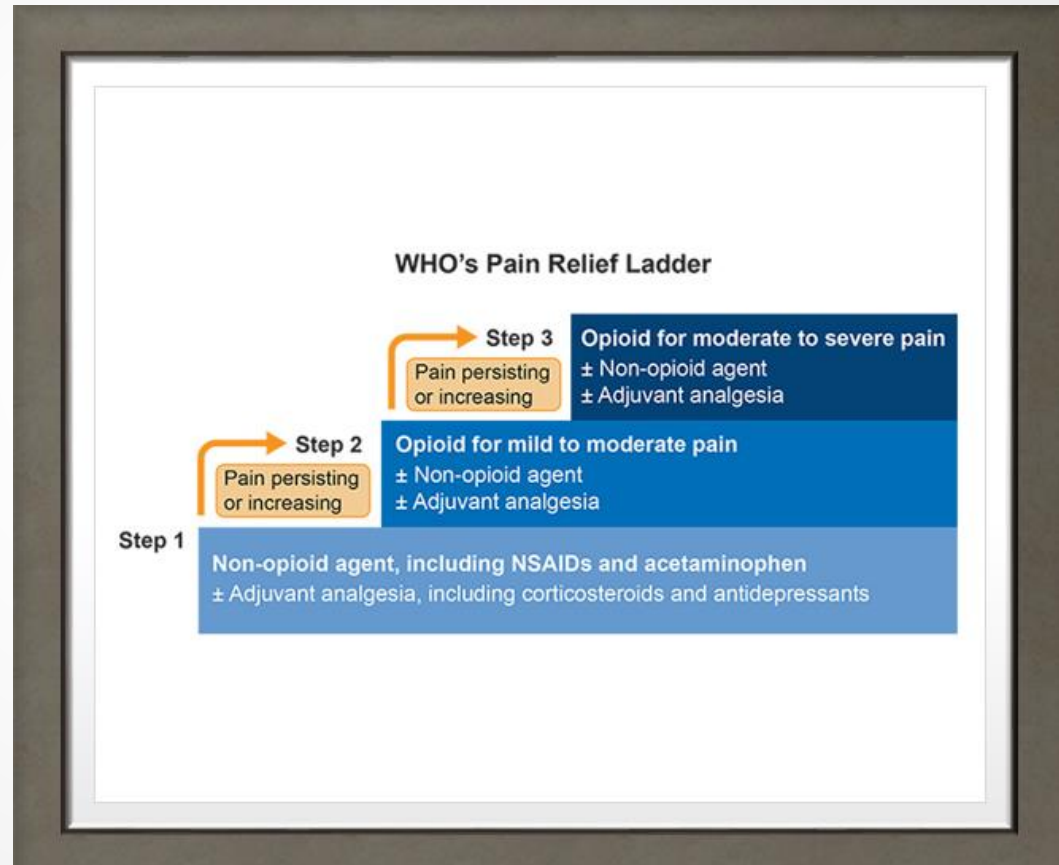 WHO's Pain Relief Ladder
Step 3
Pain persisting
or increasing
Opioid for moderate to severe pain
± Non-opioid agent
± Adjuvant analgesia
Step 2
Pain persisting
or increasing
Opioid for mild to moderate pain
± Non-opioid agent
± Adjuvant analgesia
Step 1
Non-opioid agent, including NSAIDs and acetaminophen
± Adjuvant analgesia, including corticosteroids and antidepressants